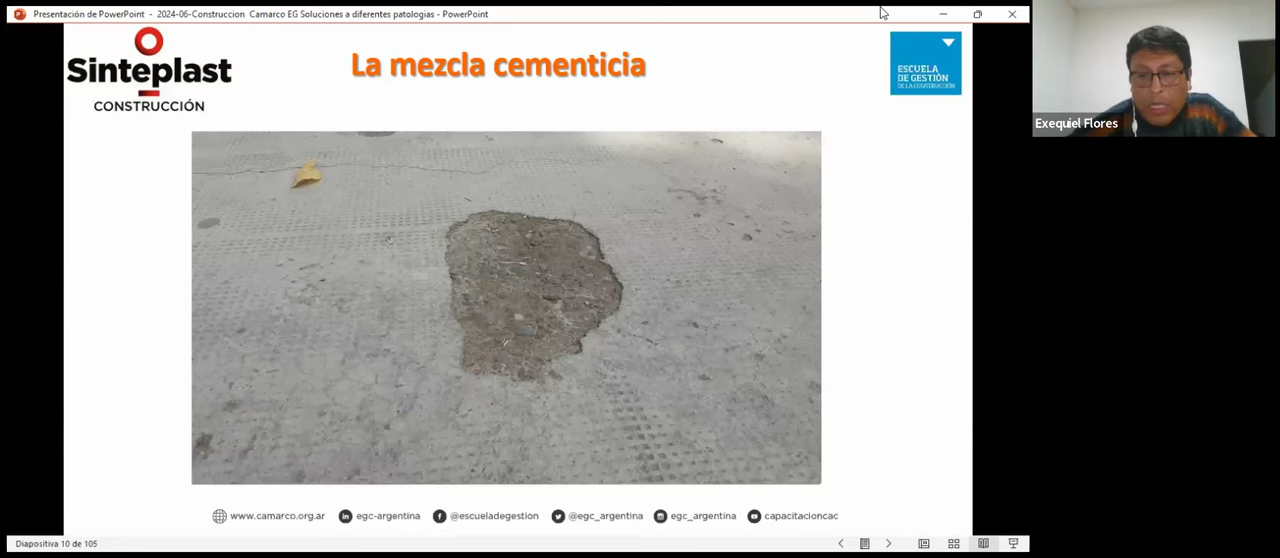 Presentación de PowerPoint - 2024-06-Construccion Camarco EG Soluciones a diferentes patologias - PowerPoint
Sinteplast
CONSTRUCCIÓN
La mezcla cementicia
ESCUELA
DE GESTIÓN
DE LA CONSTRUCCIÓN
Exequiel Flores
www.camarco.org.ar
egc-argentina
@escueladegestion
@egc_argentina
egc_argentina
capacitacioncac
Diapositiva 10 de 105